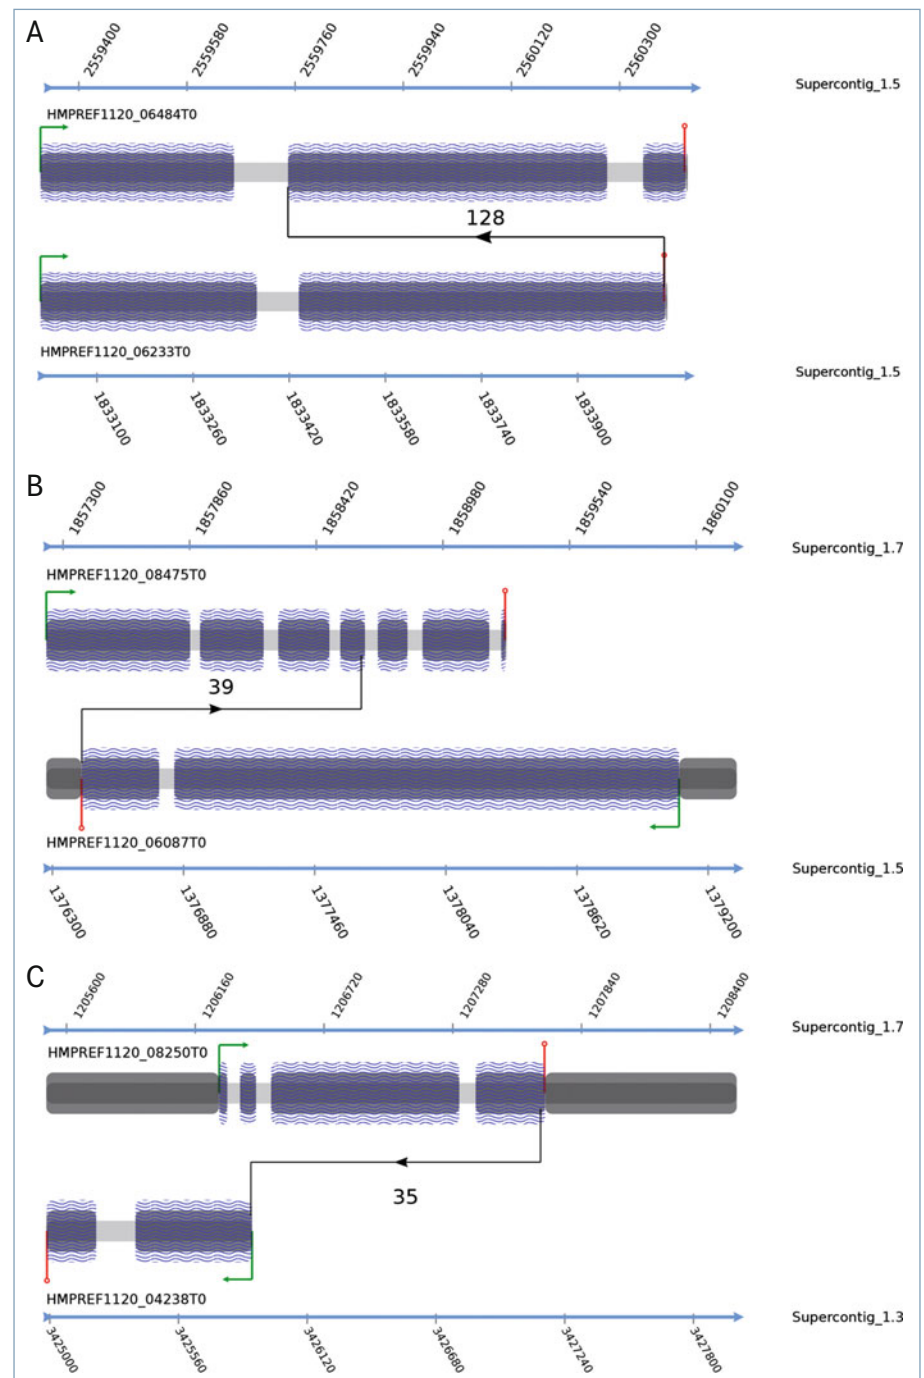 A
2559400 2559580 2559760 2559940 2560120 2560300
Supercontig_1.5
HMPREF1120_06484T0
128
HMPREF1120_06233T0
Supercontig_1.5
1833100 1833260 1833420 1833580 1833740 1833900
B
1857300 1857860 1858420 1858980 1859540 1860100
Supercontig_1.7
HMPREF1120_08475T0
39
HMPREF1120_06087T0
Supercontig_1.5
1376300 1376880 1377460 1378040 1378620 1379200
C
1205600 1206160 1206720 1207280 1207840 1208400
Supercontig_1.7
HMPREF1120_08250T0
35
HMPREF1120_04238T0
Supercontig_1.3
3425000 3425560 3426120 3426680 3427240 3427800